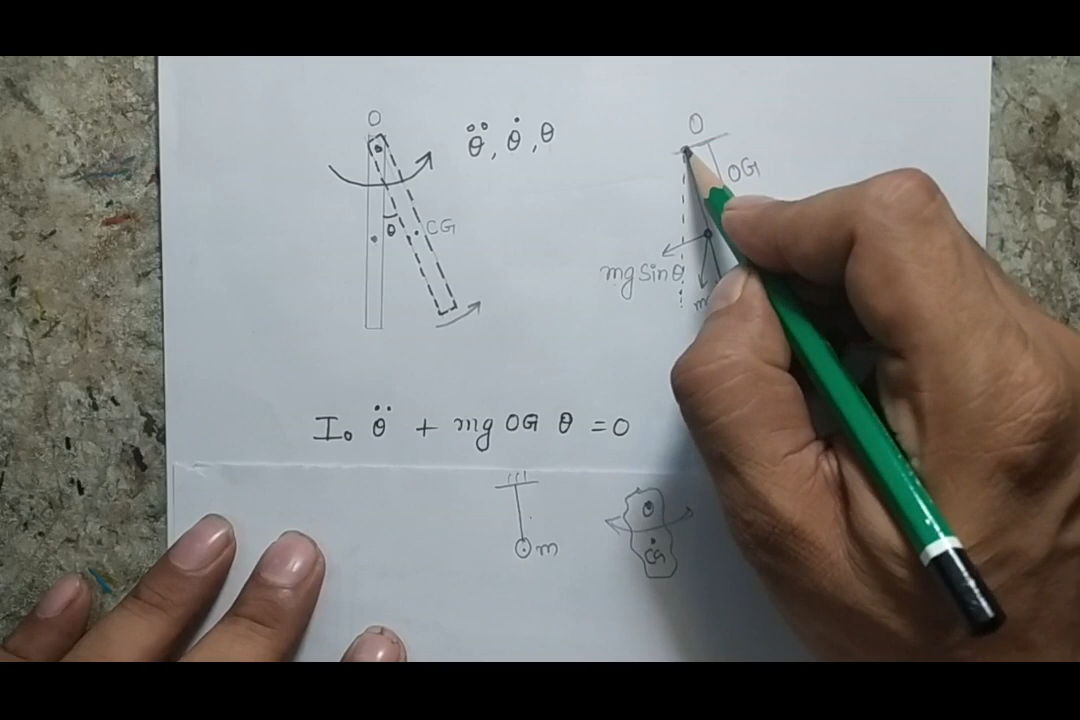 O
θ̈, θ̇, θ
θ
CG
O
OG
mg sinθ
m
I₀ θ̈ + mg OG θ = 0
m
O
CG